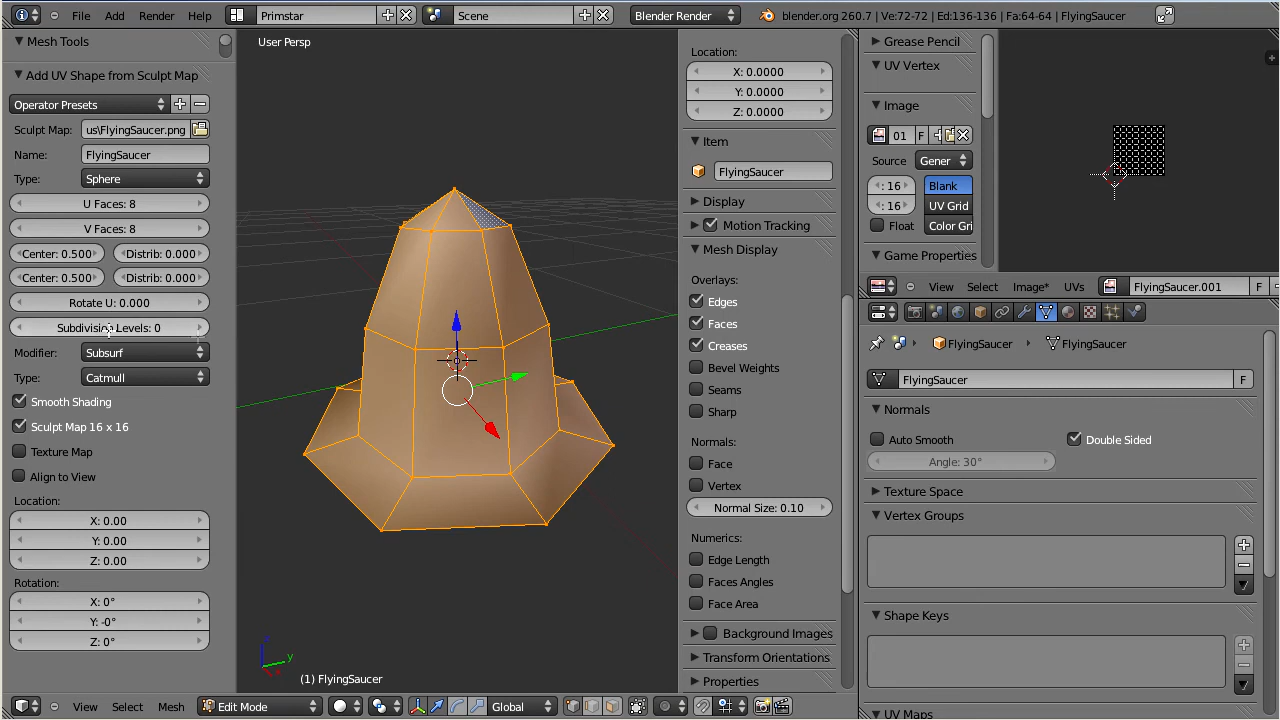 File Add Render Help Primstar Scene Blender Render blender.org 260.7 | Ve:72-72 | Ed:136-136 | Fa:64-64 | FlyingSaucer
Mesh Tools
Add UV Shape from Sculpt Map
Operator Presets
Sculpt Map: us\FlyingSaucer.png
Name: FlyingSaucer
Type: Sphere
U Faces: 8
V Faces: 8
Center: 0.500 Distrib: 0.000
Center: 0.500 Distrib: 0.000
Rotate U: 0.000
Subdivision Levels: 0
Modifier: Subsurf
Type: Catmull
Smooth Shading
Sculpt Map 16 x 16
Texture Map
Align to View
Location:
X: 0.00
Y: 0.00
Z: 0.00
Rotation:
X: 0°
Y: -0°
Z: 0°
User Persp
y
(1) FlyingSaucer
View Select Mesh Edit Mode Global
Location:
X: 0.0000
Y: 0.0000
Z: 0.0000
Item
FlyingSaucer
Display
Motion Tracking
Mesh Display
Overlays:
Edges
Faces
Creases
Bevel Weights
Seams
Sharp
Normals:
Face
Vertex
Normal Size: 0.10
Numerics:
Edge Length
Faces Angles
Face Area
Background Images
Transform Orientations
Properties
Grease Pencil
UV Vertex
Image
01 F
Source Gener
: 16 Blank
: 16 UV Grid
Float Color Gri
Game Properties
View Select Image* UVs FlyingSaucer.001 F
FlyingSaucer FlyingSaucer
FlyingSaucer F
Normals
Auto Smooth Double Sided
Angle: 30°
Texture Space
Vertex Groups
Shape Keys
UV Maps